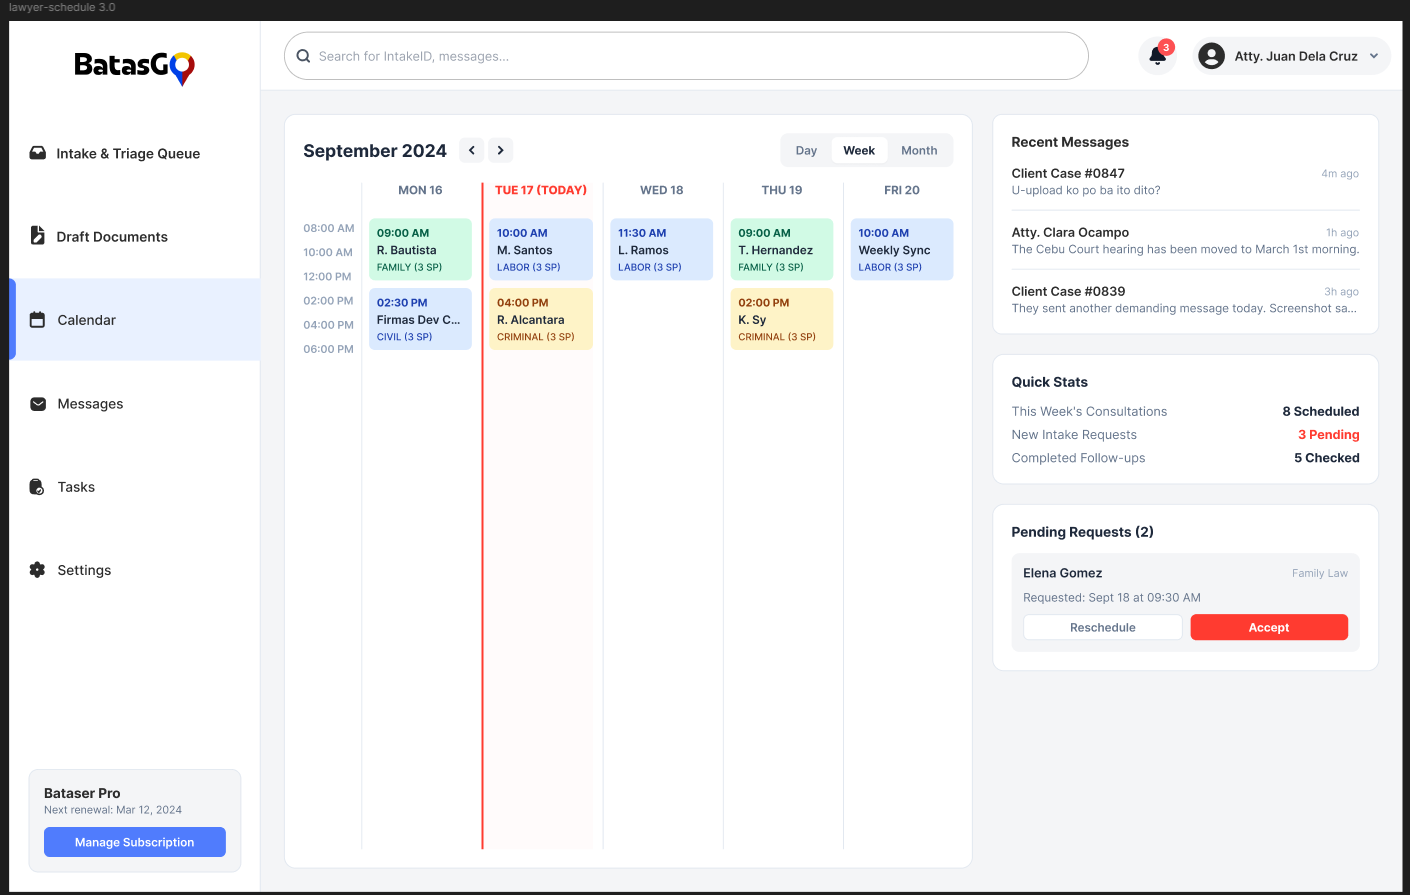 lawyer-schedule 3.0
BatasGo
Search for IntakeID, messages...
3
Atty. Juan Dela Cruz
Intake & Triage Queue
Draft Documents
Calendar
Messages
Tasks
Settings
Bataser Pro
Next renewal: Mar 12, 2024
Manage Subscription
September 2024
Day Week Month
MON 16 TUE 17 (TODAY) WED 18 THU 19 FRI 20
08:00 AM
10:00 AM
12:00 PM
02:00 PM
04:00 PM
06:00 PM
09:00 AM
R. Bautista
FAMILY (3 SP)
02:30 PM
Firmas Dev C...
CIVIL (3 SP)
10:00 AM
M. Santos
LABOR (3 SP)
04:00 PM
R. Alcantara
CRIMINAL (3 SP)
11:30 AM
L. Ramos
LABOR (3 SP)
09:00 AM
T. Hernandez
FAMILY (3 SP)
02:00 PM
K. Sy
CRIMINAL (3 SP)
10:00 AM
Weekly Sync
LABOR (3 SP)
Recent Messages
Client Case #0847 4m ago
U-upload ko po ba ito dito?
Atty. Clara Ocampo 1h ago
The Cebu Court hearing has been moved to March 1st morning.
Client Case #0839 3h ago
They sent another demanding message today. Screenshot sa...
Quick Stats
This Week's Consultations 8 Scheduled
New Intake Requests 3 Pending
Completed Follow-ups 5 Checked
Pending Requests (2)
Elena Gomez Family Law
Requested: Sept 18 at 09:30 AM
Reschedule Accept